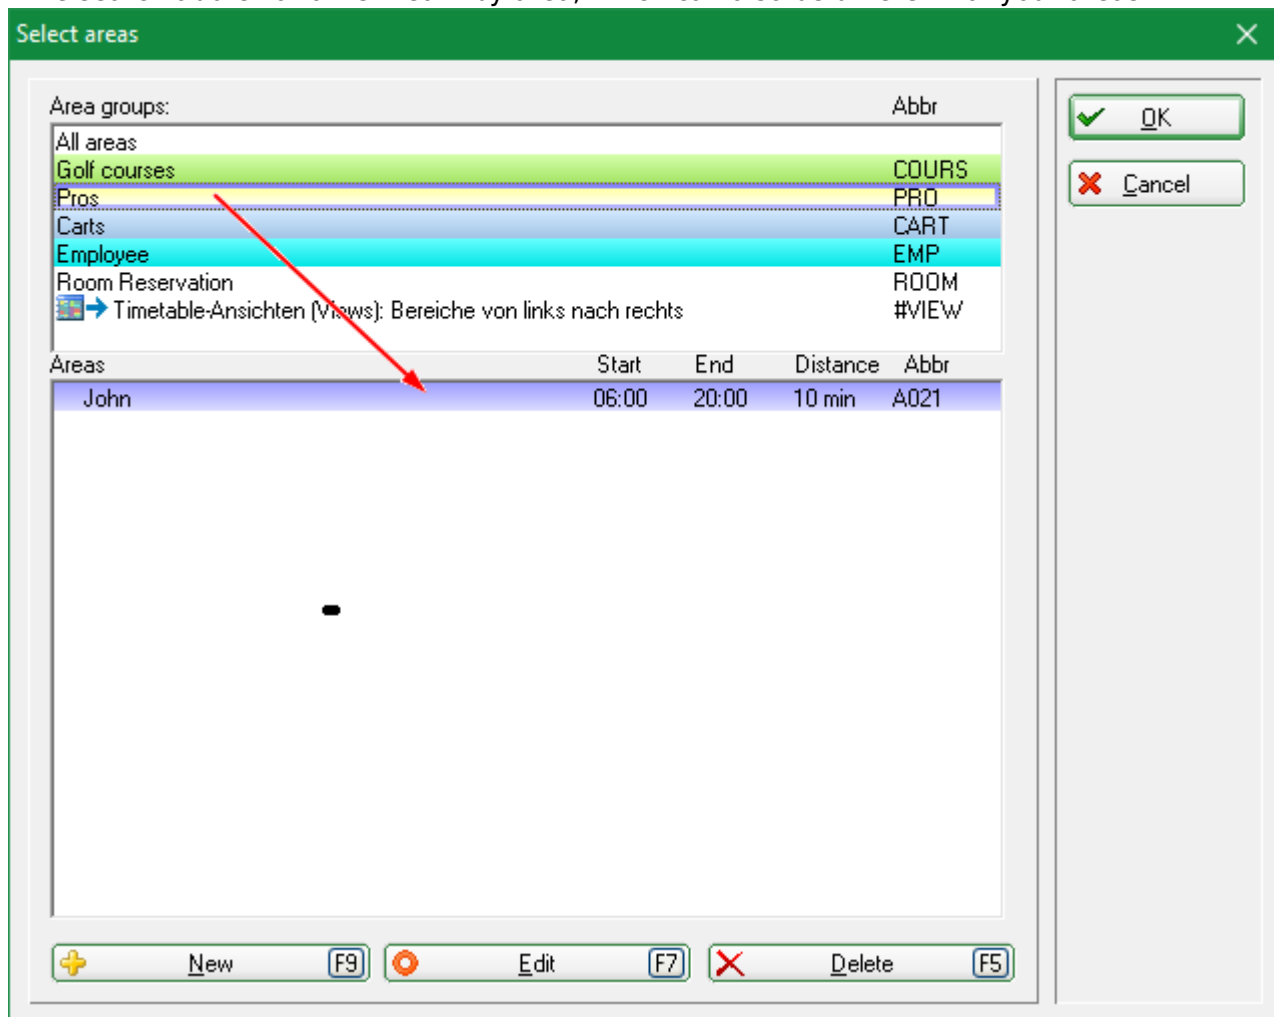 Select areas
Area groups: Abbr
All areas
Golf courses COURS
Pros PRO
Carts CART
Employee EMP
Room Reservation ROOM
Timetable-Ansichten (Views): Bereiche von links nach rechts #VIEW
Areas Start End Distance Abbr
John 06:00 20:00 10 min A021
OK
Cancel
New F9 Edit F7 Delete F5